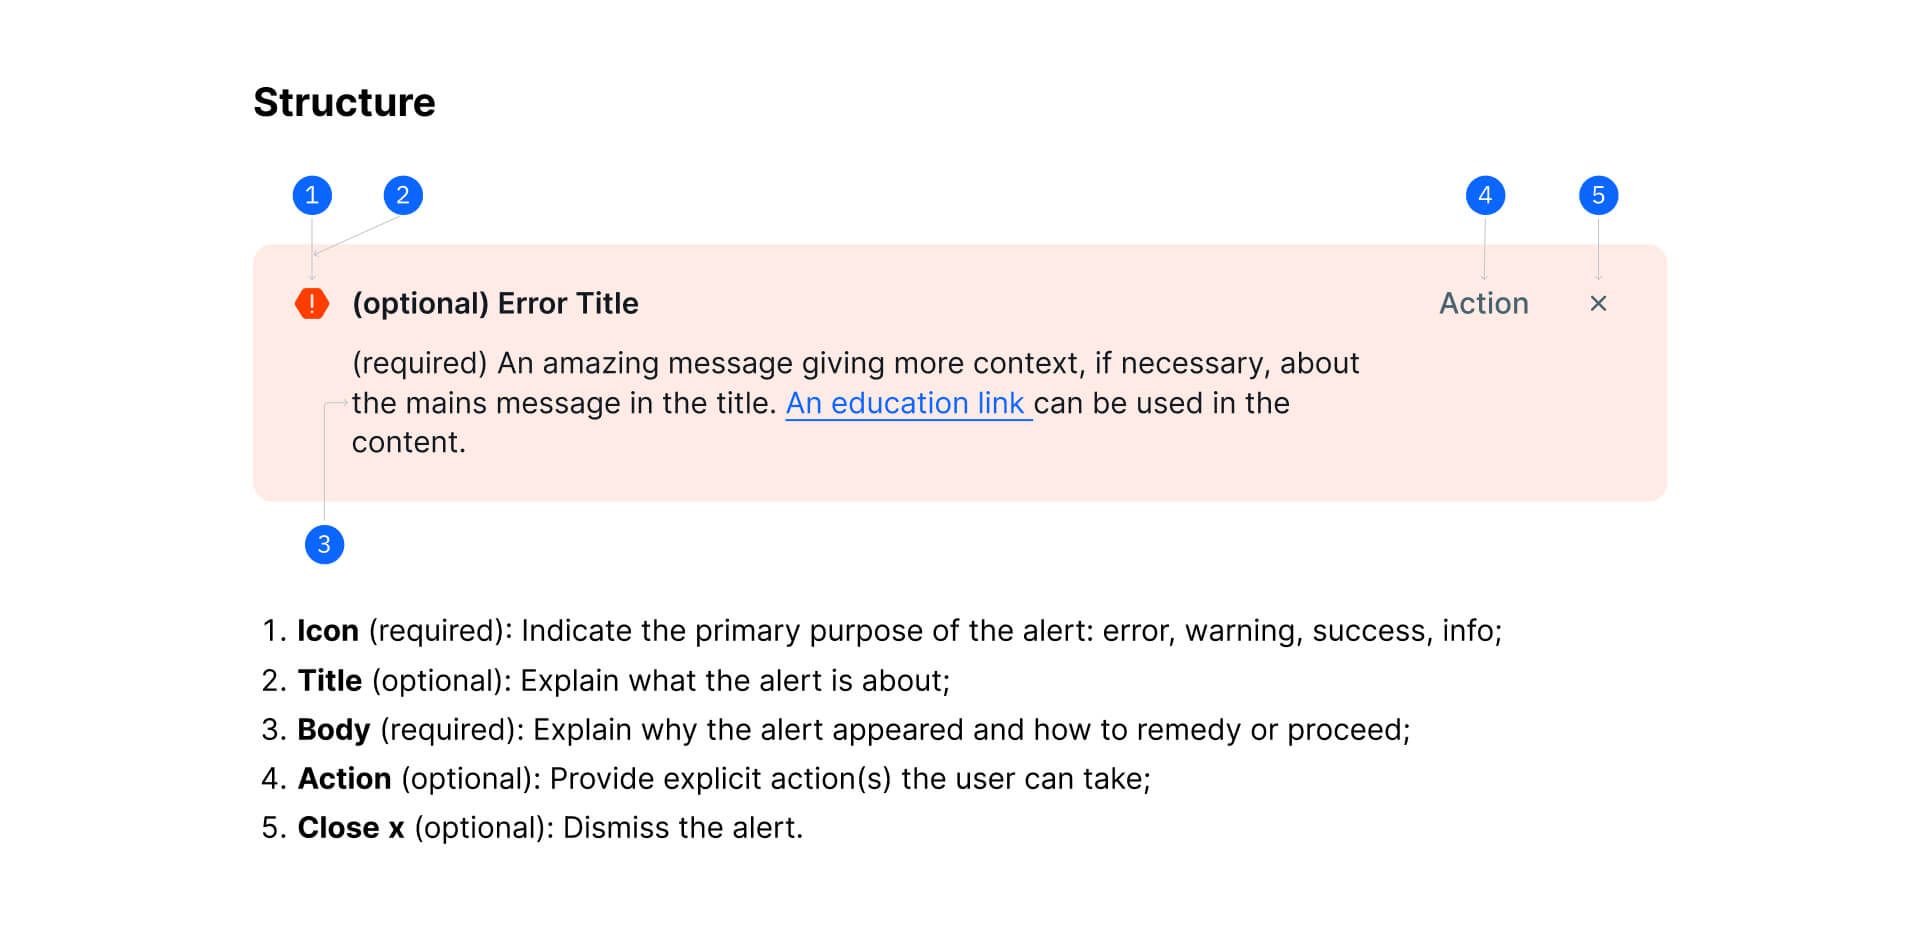 Structure
1 2 4 5
(optional) Error Title Action ×
(required) An amazing message giving more context, if necessary, about
the mains message in the title. An education link can be used in the
content.
3
1. Icon (required): Indicate the primary purpose of the alert: error, warning, success, info;
2. Title (optional): Explain what the alert is about;
3. Body (required): Explain why the alert appeared and how to remedy or proceed;
4. Action (optional): Provide explicit action(s) the user can take;
5. Close x (optional): Dismiss the alert.